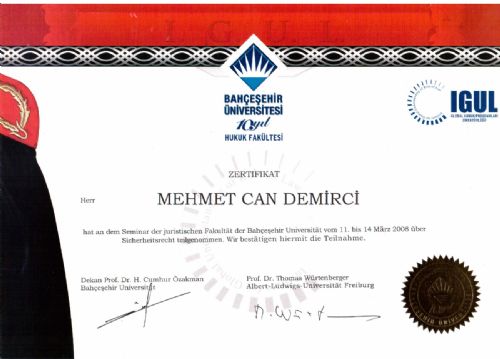 IGUL
BAHÇEŞEHİR
ÜNİVERSİTESİ
10. yıl
HUKUK FAKÜLTESİ
IGUL
ZERTIFIKAT
Herr MEHMET CAN DEMİRCİ
hat an dem Seminar der juristischen Fakultät der Bahçeşehir Universität vom 11. bis 14 März 2008 über
Sicherheitsrecht teilgenommen. Wir bestätigen hiermit die Teilnahme.
Dekan Prof. Dr. H. Cumhur Özakman
Bahçeşehir Universität
Prof. Dr. Thomas Würtenberger
Albert-Ludwigs-Universität Freiburg